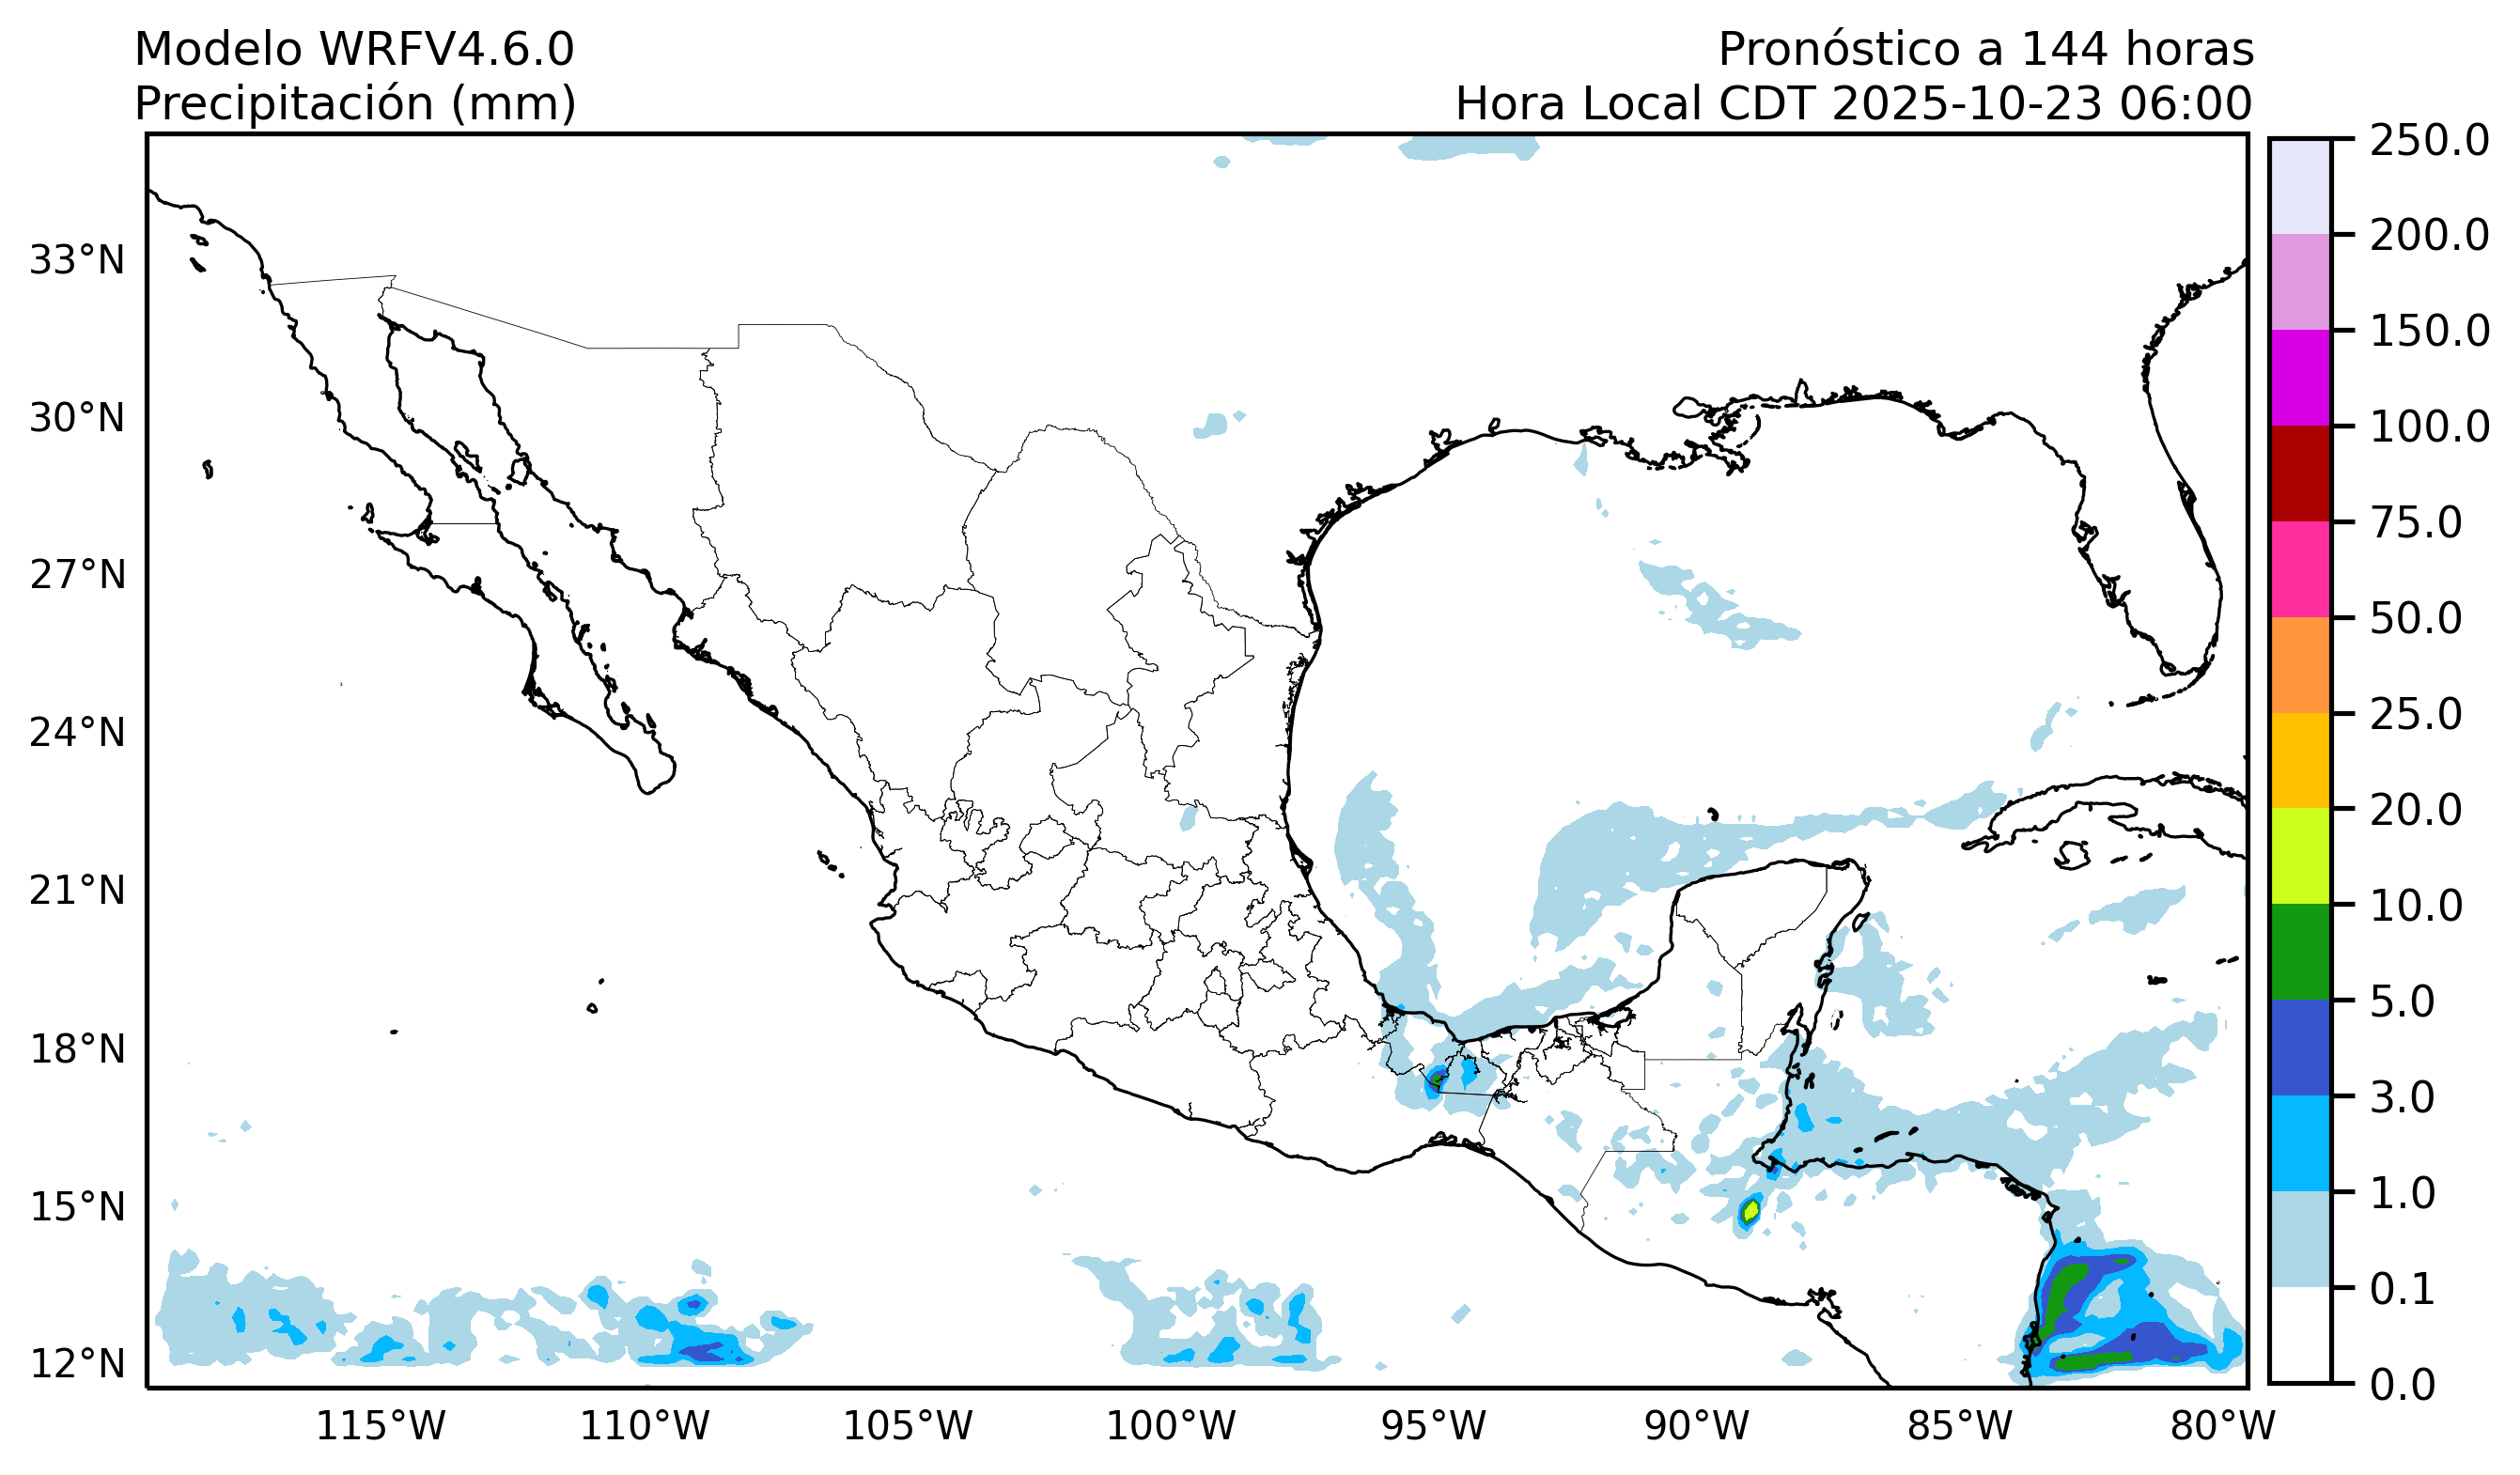 Modelo WRFV4.6.0
Precipitación (mm)
Pronóstico a 144 horas
Hora Local CDT 2025-10-23 06:00
33°N
30°N
27°N
24°N
21°N
18°N
15°N
12°N
115°W
110°W
105°W
100°W
95°W
90°W
85°W
80°W
250.0
200.0
150.0
100.0
75.0
50.0
25.0
20.0
10.0
5.0
3.0
1.0
0.1
0.0